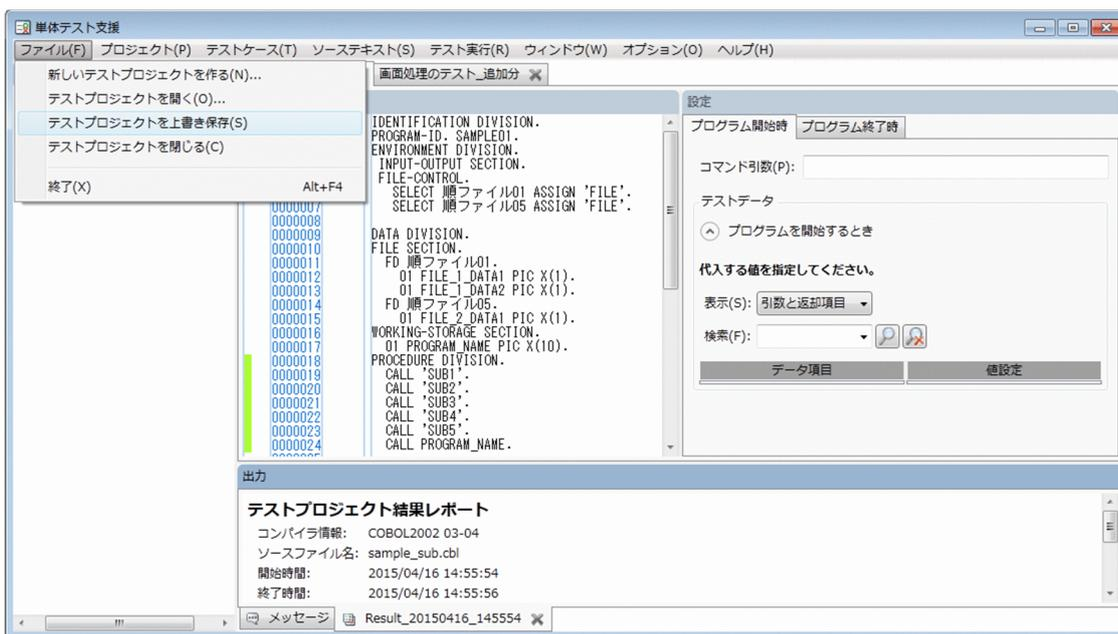 単体テスト支援
ファイル(F) プロジェクト(P) テストケース(T) ソーステキスト(S) テスト実行(R) ウィンドウ(W) オプション(O) ヘルプ(H)
新しいテストプロジェクトを作る(N)...
テストプロジェクトを開く(O)...
テストプロジェクトを上書き保存(S)
テストプロジェクトを閉じる(C)
終了(X) Alt+F4
画面処理のテスト_追加分
IDENTIFICATION DIVISION.
PROGRAM-ID. SAMPLE01.
ENVIRONMENT DIVISION.
INPUT-OUTPUT SECTION.
FILE-CONTROL.
SELECT 順ファイル01 ASSIGN 'FILE'.
0000007 SELECT 順ファイル05 ASSIGN 'FILE'.
0000008
0000009 DATA DIVISION.
0000010 FILE SECTION.
0000011 FD 順ファイル01.
0000012 01 FILE_1_DATA1 PIC X(1).
0000013 01 FILE_1_DATA2 PIC X(1).
0000014 FD 順ファイル05.
0000015 01 FILE_2_DATA1 PIC X(1).
0000016 WORKING-STORAGE SECTION.
0000017 01 PROGRAM_NAME PIC X(10).
0000018 PROCEDURE DIVISION.
0000019 CALL 'SUB1'.
0000020 CALL 'SUB2'.
0000021 CALL 'SUB3'.
0000022 CALL 'SUB4'.
0000023 CALL 'SUB5'.
0000024 CALL PROGRAM_NAME.
設定
プログラム開始時 プログラム終了時
コマンド引数(P):
テストデータ
プログラムを開始するとき
代入する値を指定してください。
表示(S): 引数と返却項目
検索(F):
データ項目 値設定
出力
テストプロジェクト結果レポート
コンパイラ情報: COBOL2002 03-04
ソースファイル名: sample_sub.cbl
開始時間: 2015/04/16 14:55:54
終了時間: 2015/04/16 14:55:56
メッセージ Result_20150416_145554